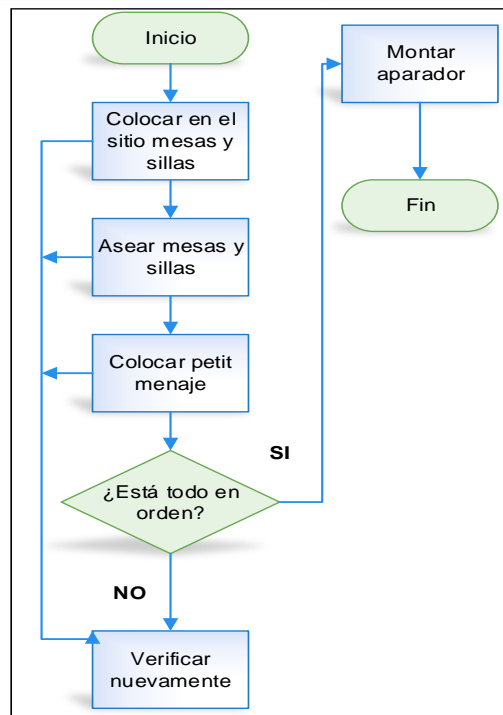 Inicio
Colocar en el
sitio mesas y
sillas
Asear mesas y
sillas
Colocar petit
menaje
¿Está todo en
orden?
SI
NO
Verificar
nuevamente
Montar
aparador
Fin